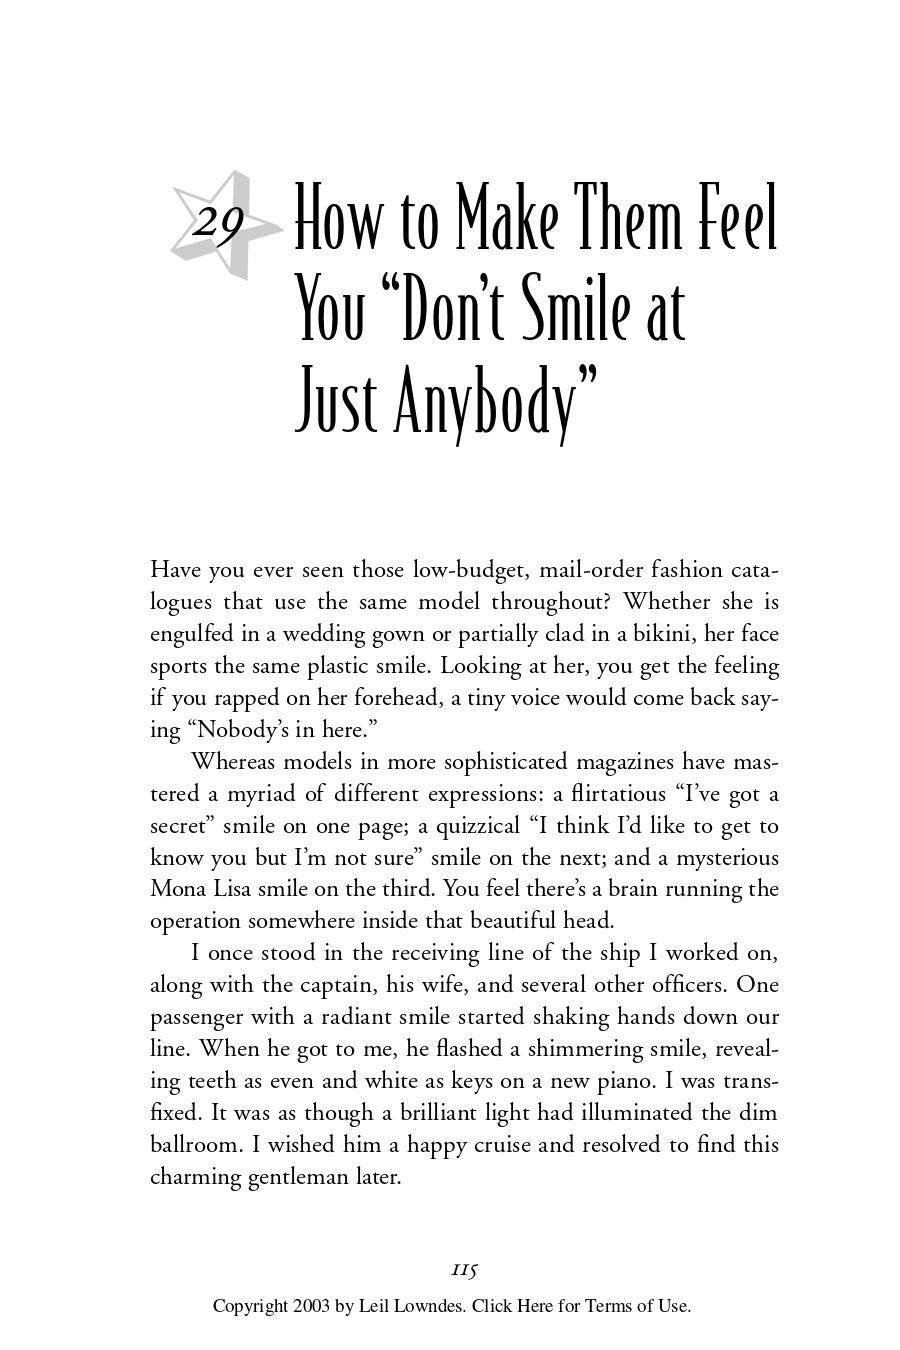 29
How to Make Them Feel
You “Don’t Smile at
Just Anybody”
Have you ever seen those low-budget, mail-order fashion cata-
logues that use the same model throughout? Whether she is
engulfed in a wedding gown or partially clad in a bikini, her face
sports the same plastic smile. Looking at her, you get the feeling
if you rapped on her forehead, a tiny voice would come back say-
ing “Nobody’s in here.”
Whereas models in more sophisticated magazines have mas-
tered a myriad of different expressions: a flirtatious “I’ve got a
secret” smile on one page; a quizzical “I think I’d like to get to
know you but I’m not sure” smile on the next; and a mysterious
Mona Lisa smile on the third. You feel there’s a brain running the
operation somewhere inside that beautiful head.
I once stood in the receiving line of the ship I worked on,
along with the captain, his wife, and several other officers. One
passenger with a radiant smile started shaking hands down our
line. When he got to me, he flashed a shimmering smile, reveal-
ing teeth as even and white as keys on a new piano. I was trans-
fixed. It was as though a brilliant light had illuminated the dim
ballroom. I wished him a happy cruise and resolved to find this
charming gentleman later.
115
Copyright 2003 by Leil Lowndes. Click Here for Terms of Use.